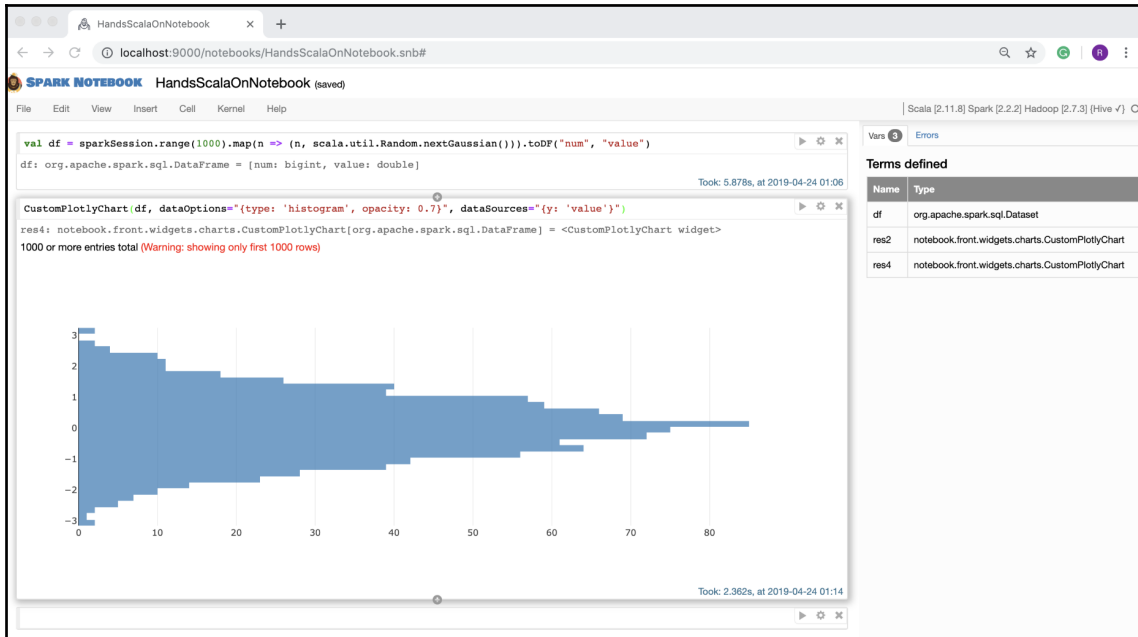 HandsScalaOnNotebook
localhost:9000/notebooks/HandsScalaOnNotebook.snb#
R
SPARK NOTEBOOK HandsScalaOnNotebook (saved)
File Edit View Insert Cell Kernel Help
Scala [2.11.8] Spark [2.2.2] Hadoop [2.7.3] {Hive ✓}
val df = sparkSession.range(1000).map(n => (n, scala.util.Random.nextGaussian())).toDF("num", "value")
df: org.apache.spark.sql.DataFrame = [num: bigint, value: double]
Took: 5.878s, at 2019-04-24 01:06
CustomPlotlyChart(df, dataOptions="{type: 'histogram', opacity: 0.7}", dataSources="{y: 'value'}")
res4: notebook.front.widgets.charts.CustomPlotlyChart[org.apache.spark.sql.DataFrame] = <CustomPlotlyChart widget>
1000 or more entries total (Warning: showing only first 1000 rows)
3
2
1
0
−1
−2
−3
0 10 20 30 40 50 60 70 80
Took: 2.362s, at 2019-04-24 01:14
Vars 3 Errors
Terms defined
Name Type
df org.apache.spark.sql.Dataset
res2 notebook.front.widgets.charts.CustomPlotlyChart
res4 notebook.front.widgets.charts.CustomPlotlyChart